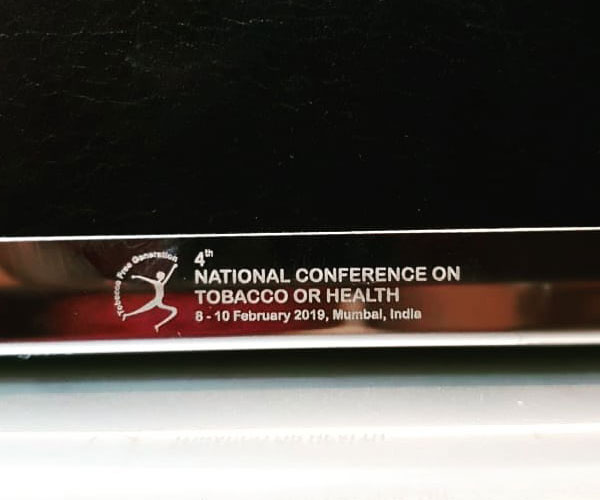 Tobacco Free Generation
4th
NATIONAL CONFERENCE ON
TOBACCO OR HEALTH
8 - 10 February 2019, Mumbai, India